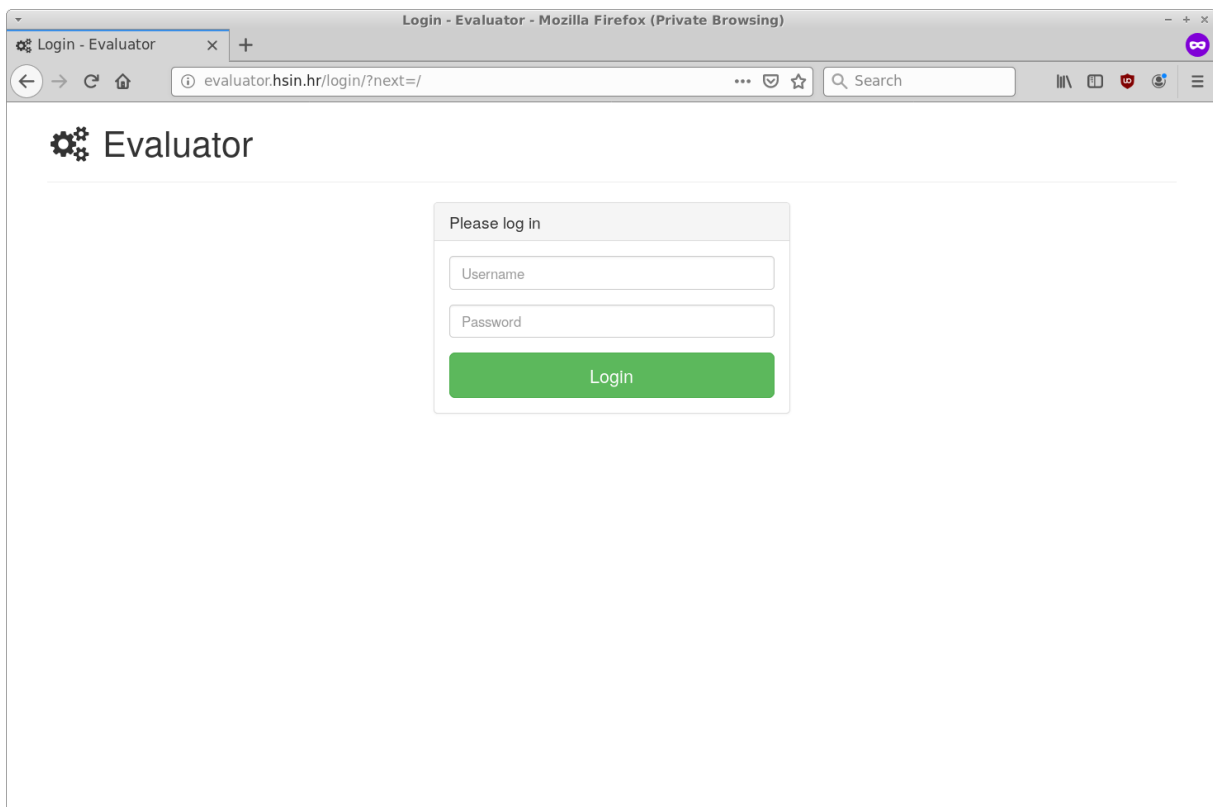 Login - Evaluator - Mozilla Firefox (Private Browsing)
Login - Evaluator
evaluator.hsin.hr/login/?next=/
Search
Evaluator
Please log in
Username
Password
Login